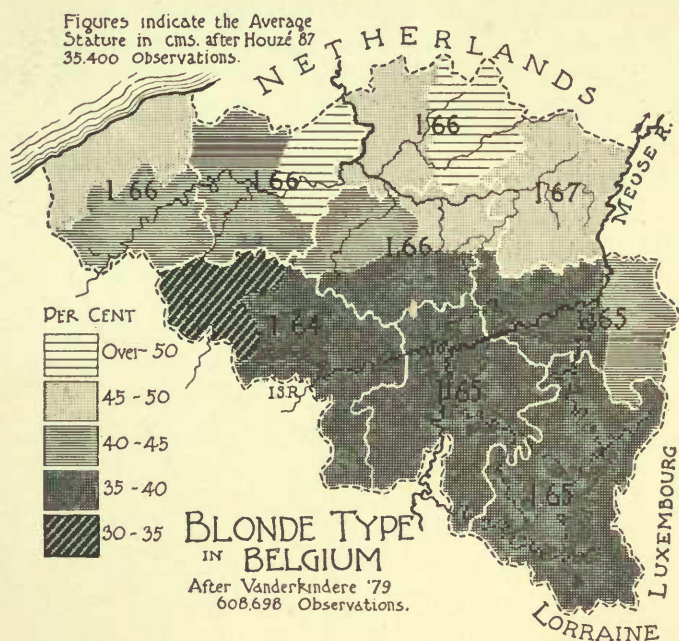 Figures indicate the Average
Stature in cms. after Houzé 87
35.400 Observations.
NETHERLANDS
MEUSE R.
1.66
1.66
1.66
1.67
1.66
1.64
1.65
1.65
1.65
IS.R.
PER CENT
Over-50
45-50
40-45
35-40
30-35
BLONDE TYPE
IN BELGIUM
After Vanderkindere '79
608,698 Observations.
LUXEMBOURG
LORRAINE